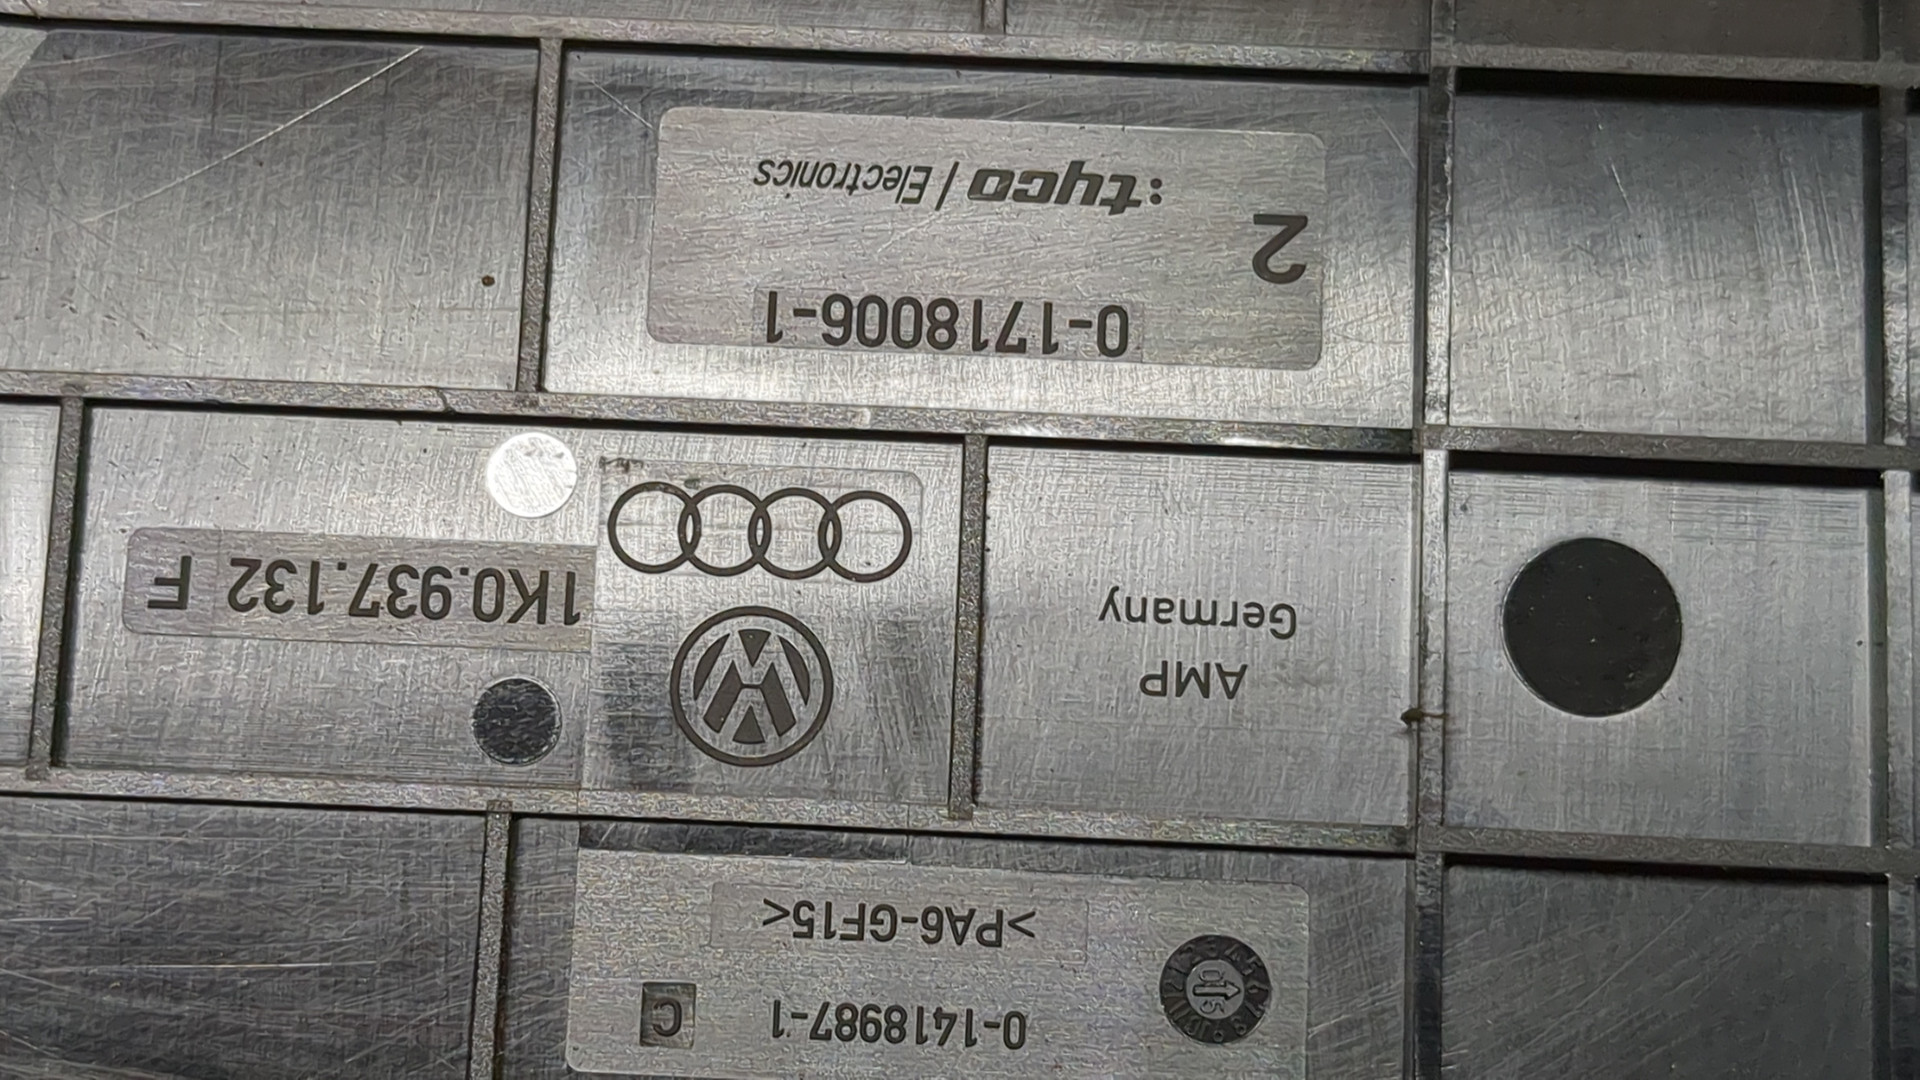 0-1418987-1
C
>PA6-GF15<
AMP
Germany
1K0.937.132 F
0-1718006-1
2
:tyco / Electronics